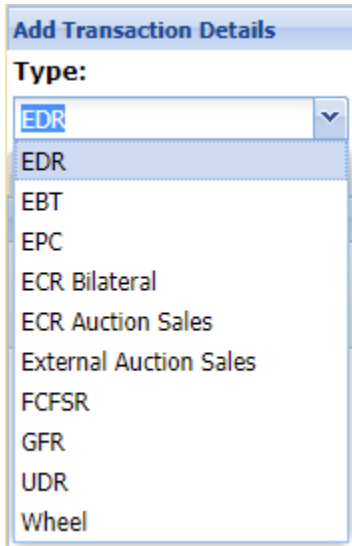 Add Transaction Details
Type:
EDR
EDR
EBT
EPC
ECR Bilateral
ECR Auction Sales
External Auction Sales
FCFSR
GFR
UDR
Wheel